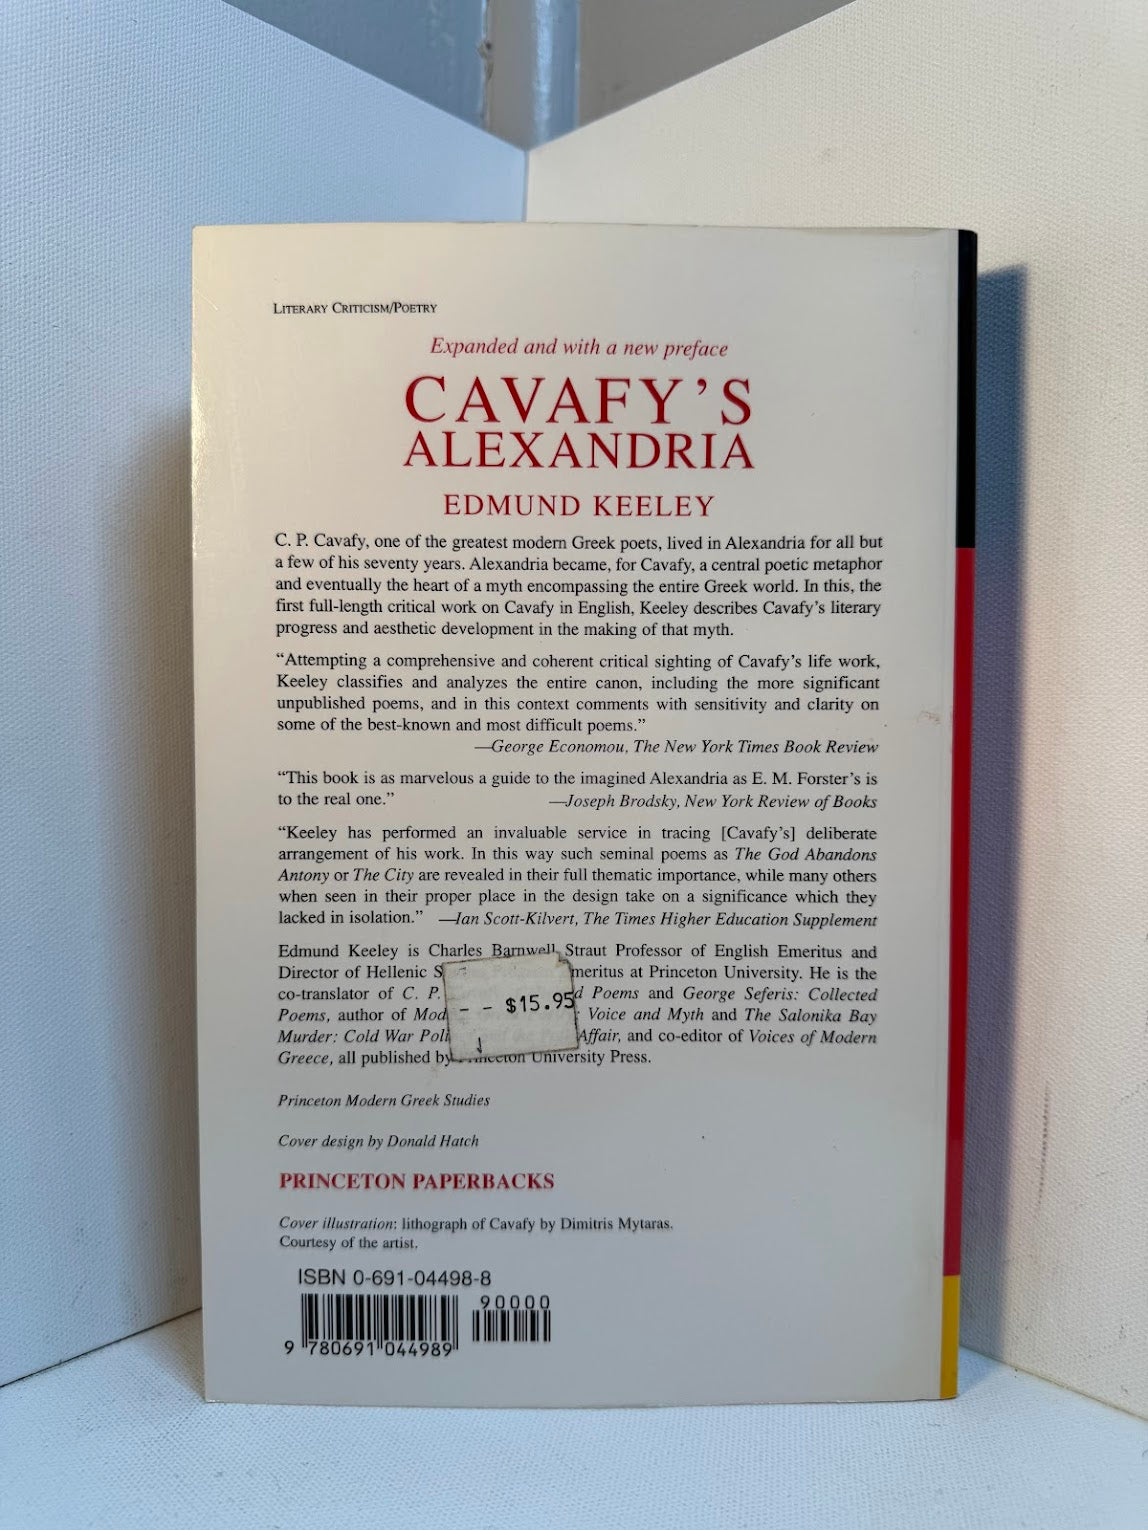 LITERARY CRITICISM/POETRY
Expanded and with a new preface
CAVAFY'S
ALEXANDRIA
EDMUND KEELEY
C. P. Cavafy, one of the greatest modern Greek poets, lived in Alexandria for all but
a few of his seventy years. Alexandria became, for Cavafy, a central poetic metaphor
and eventually the heart of a myth encompassing the entire Greek world. In this, the
first full-length critical work on Cavafy in English, Keeley describes Cavafy's literary
progress and aesthetic development in the making of that myth.
“Attempting a comprehensive and coherent critical sighting of Cavafy's life work,
Keeley classifies and analyzes the entire canon, including the more significant
unpublished poems, and in this context comments with sensitivity and clarity on
some of the best-known and most difficult poems.”
—George Economou, The New York Times Book Review
“This book is as marvelous a guide to the imagined Alexandria as E. M. Forster's is
to the real one.” —Joseph Brodsky, New York Review of Books
“Keeley has performed an invaluable service in tracing [Cavafy's] deliberate
arrangement of his work. In this way such seminal poems as The God Abandons
Antony or The City are revealed in their full thematic importance, while many others
when seen in their proper place in the design take on a significance which they
lacked in isolation.” —Ian Scott-Kilvert, The Times Higher Education Supplement
Edmund Keeley is Charles Barnwell Straut Professor of English Emeritus and
Director of Hellenic meritus at Princeton University. He is the
co-translator of C. P. Poems and George Seferis: Collected
Poems, author of Voice and Myth and The Salonika Bay
Murder: Cold War Affair, and co-editor of Voices of Modern
Greece, all published by Princeton University Press.
- - $15.95
Princeton Modern Greek Studies
Cover design by Donald Hatch
PRINCETON PAPERBACKS
Cover illustration: lithograph of Cavafy by Dimitris Mytaras.
Courtesy of the artist.
ISBN 0-691-04498-8
90000
9 780691 044989